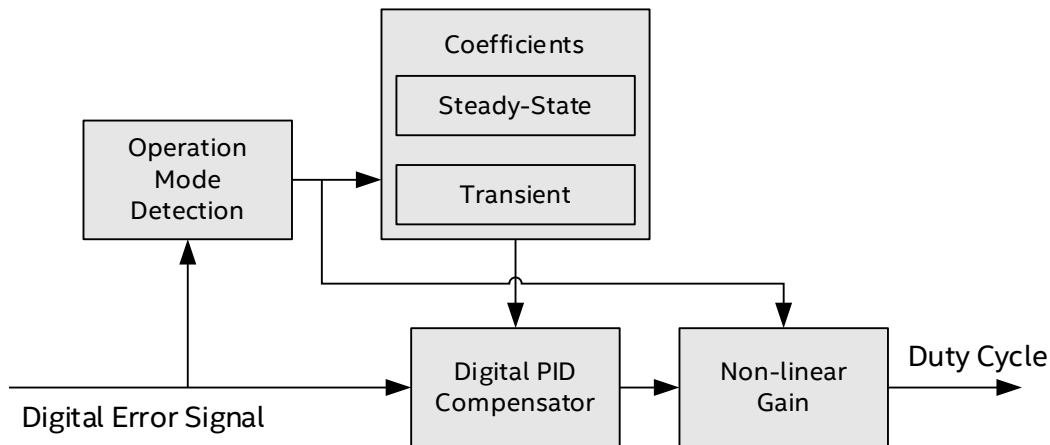 Coefficients
Steady-State
Operation
Mode
Detection
Transient
Digital PID
Compensator
Non-linear
Gain
Duty Cycle
Digital Error Signal